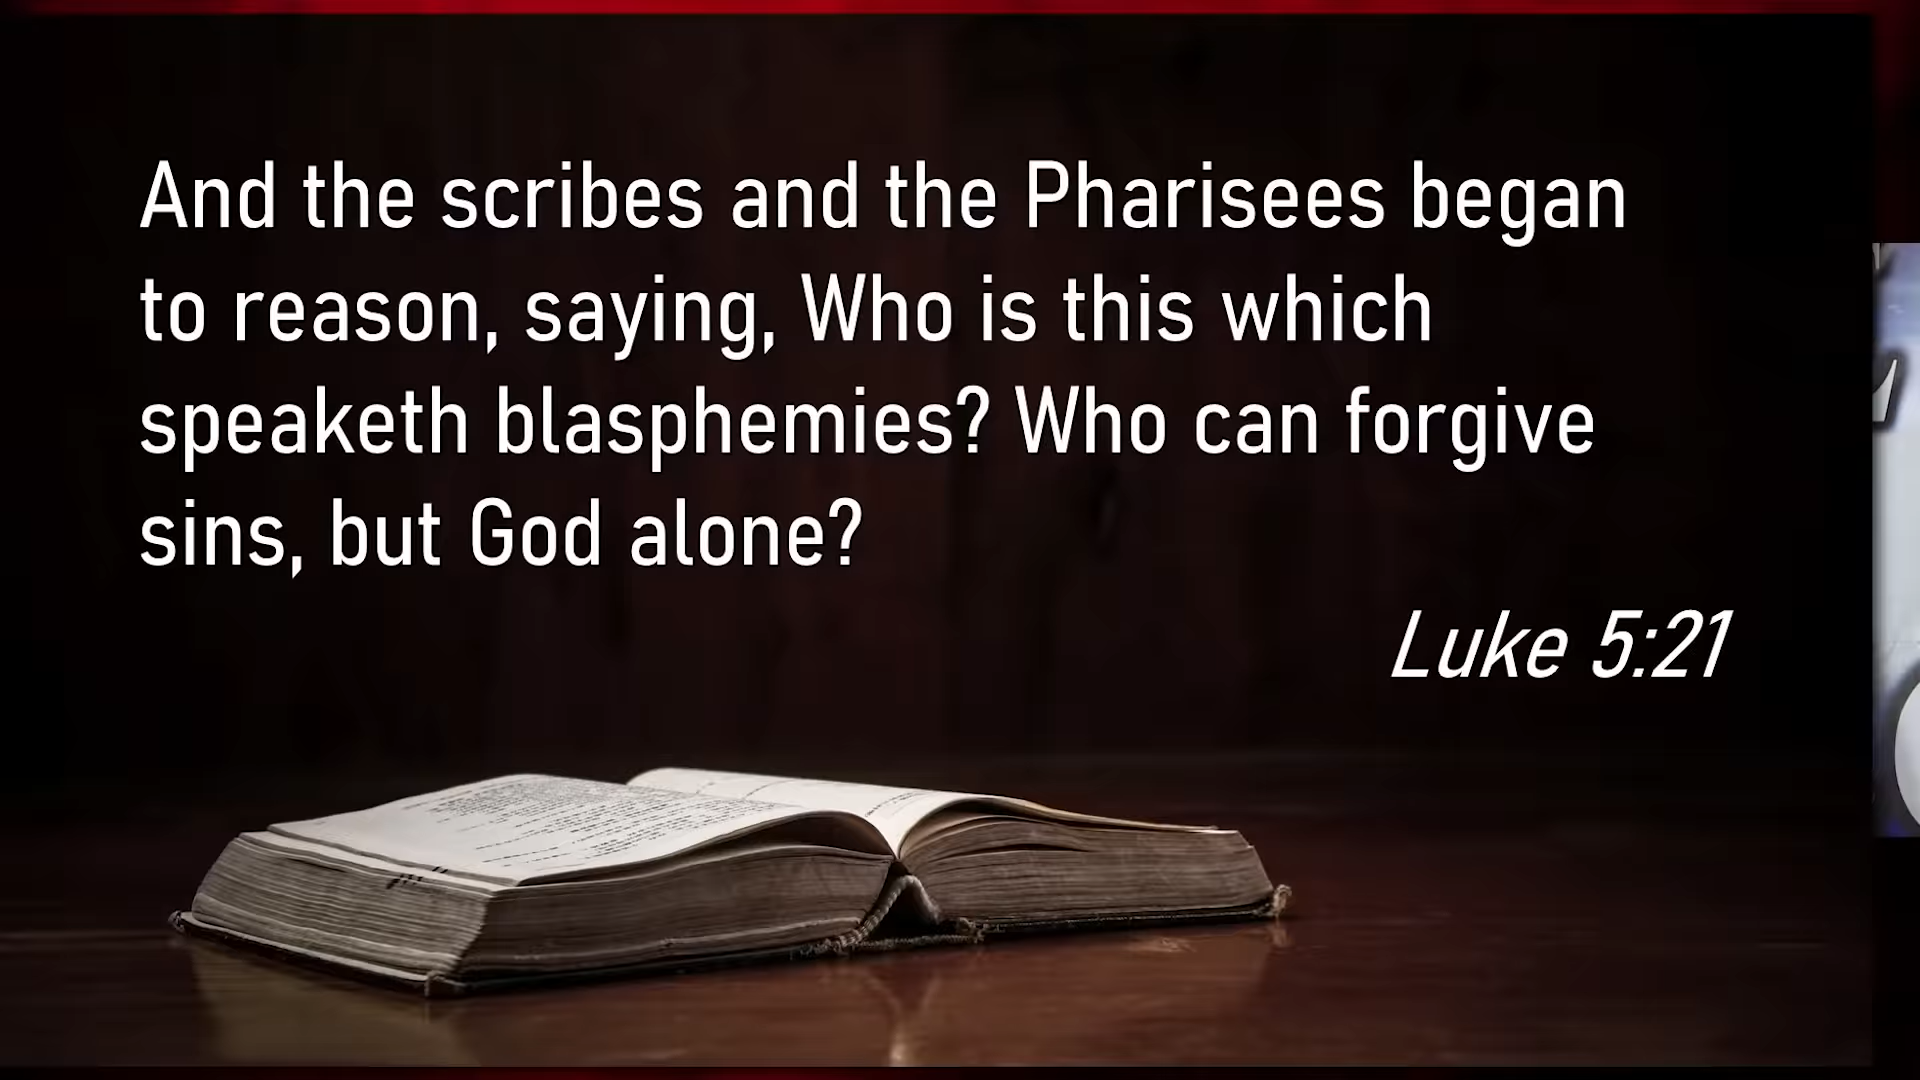 And the scribes and the Pharisees began
to reason, saying, Who is this which
speaketh blasphemies? Who can forgive
sins, but God alone?
Luke 5:21